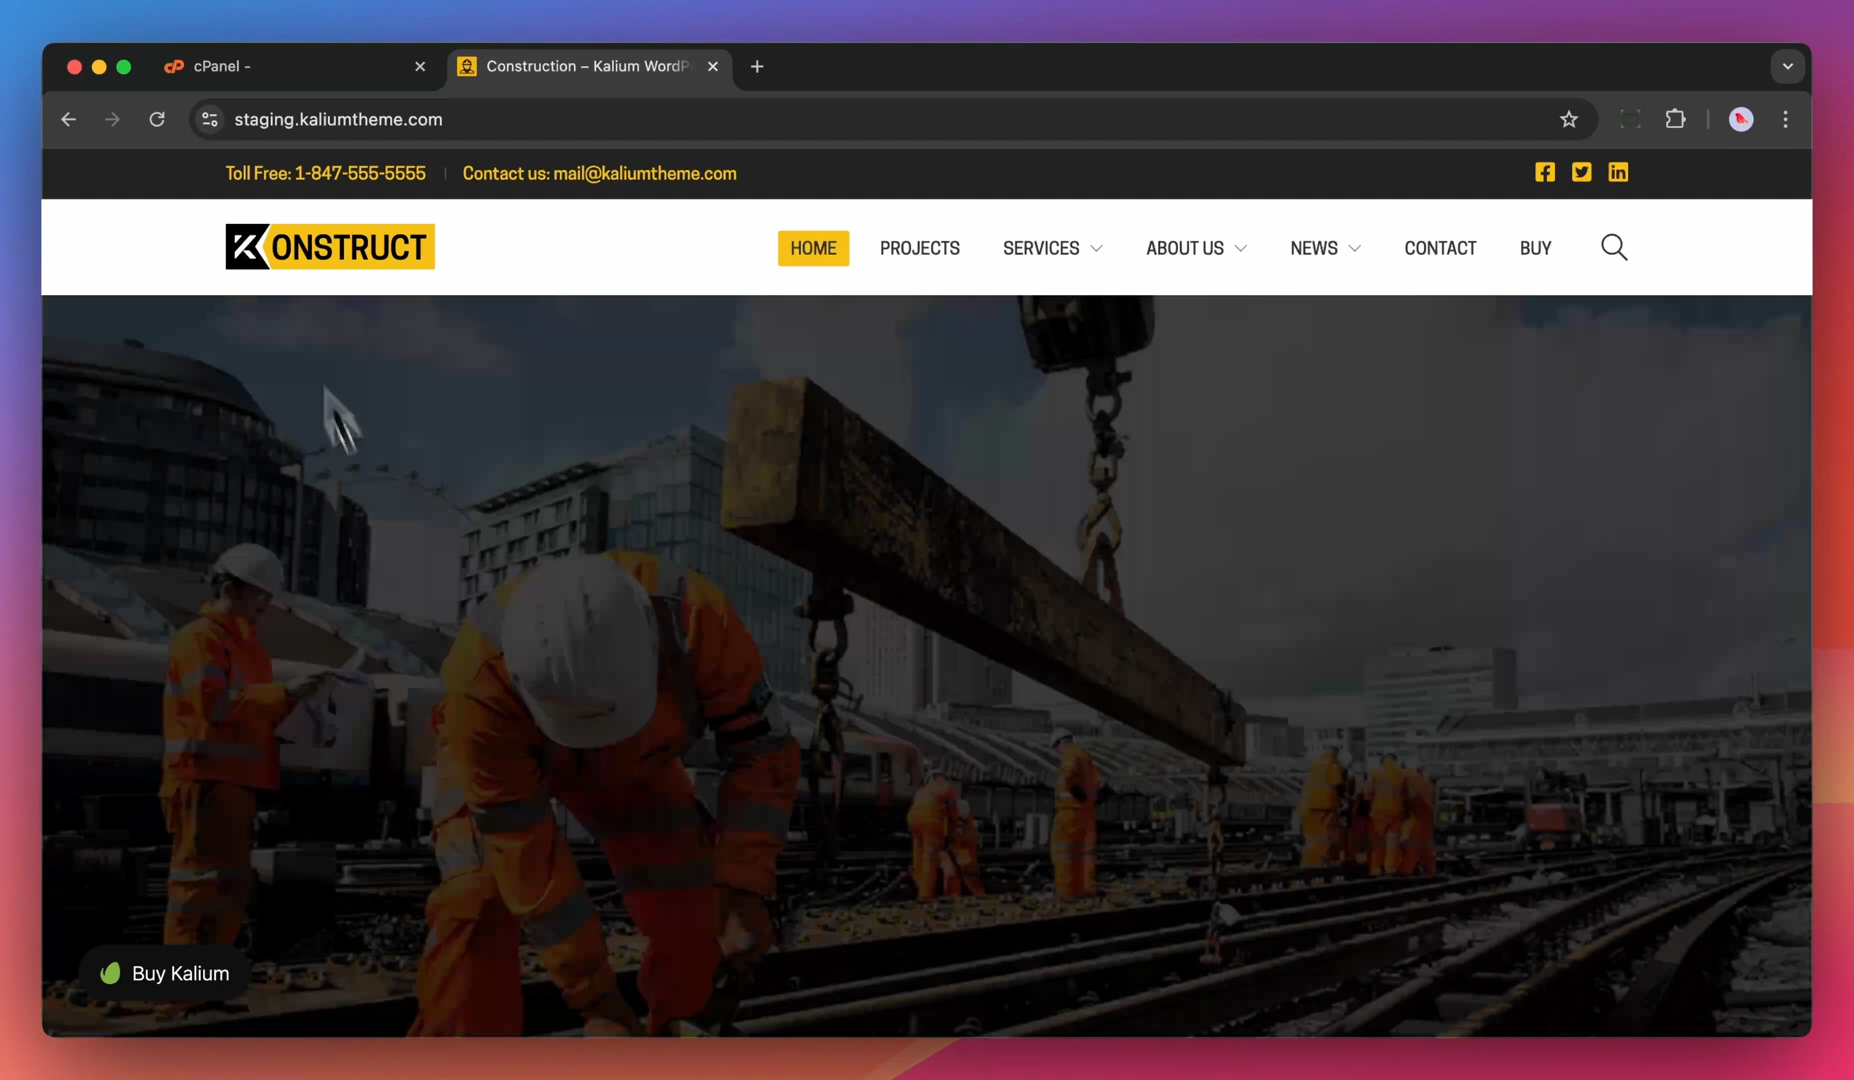 cPanel -
Construction – Kalium WordP
staging.kaliumtheme.com
Toll Free: 1-847-555-5555
Contact us: mail@kaliumtheme.com
KONSTRUCT
HOME
PROJECTS
SERVICES
ABOUT US
NEWS
CONTACT
BUY
Buy Kalium